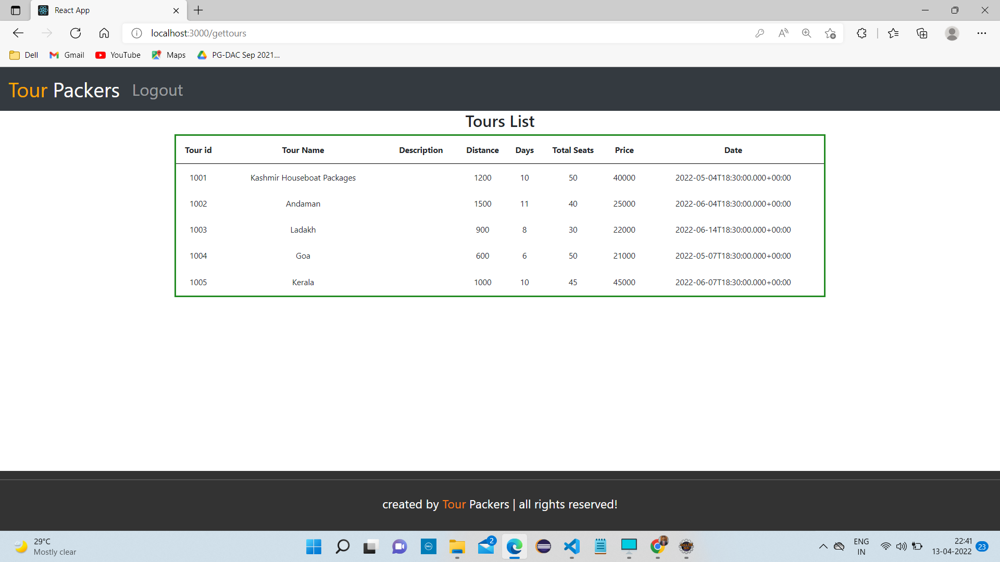 React App
localhost:3000/gettours
Dell Gmail YouTube Maps PG-DAC Sep 2021...
Tour Packers Logout
Tours List
Tour id Tour Name Description Distance Days Total Seats Price Date
1001 Kashmir Houseboat Packages 1200 10 50 40000 2022-05-04T18:30:00.000+00:00
1002 Andaman 1500 11 40 25000 2022-06-04T18:30:00.000+00:00
1003 Ladakh 900 8 30 22000 2022-06-14T18:30:00.000+00:00
1004 Goa 600 6 50 21000 2022-05-07T18:30:00.000+00:00
1005 Kerala 1000 10 45 45000 2022-06-07T18:30:00.000+00:00
created by Tour Packers | all rights reserved!
29°C
Mostly clear
2
ENG
IN
22:41
13-04-2022
23